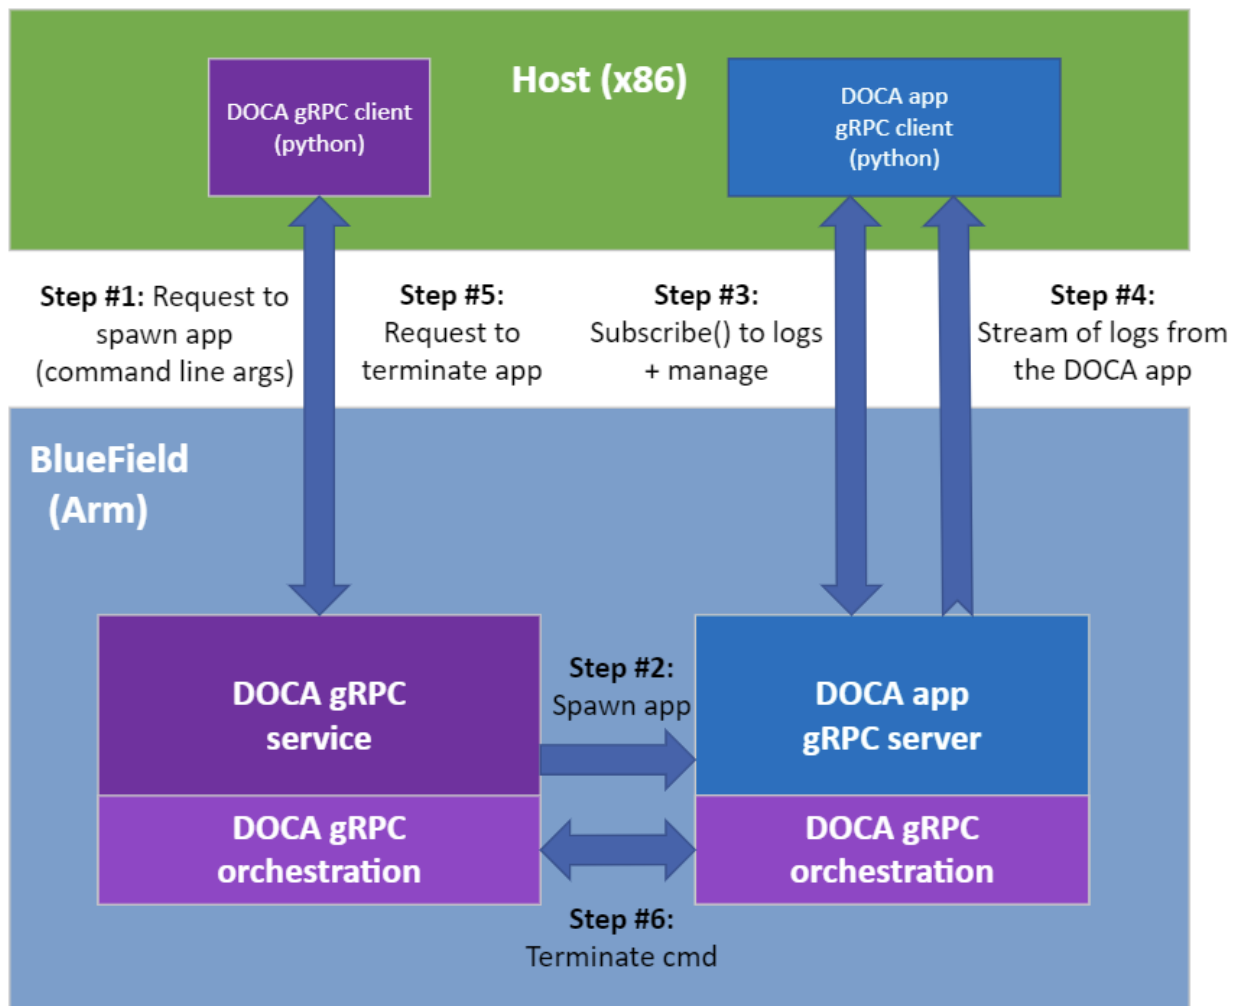 Host (x86)
DOCA gRPC client
(python)
DOCA app
gRPC client
(python)
Step #1: Request to
spawn app
(command line args)
Step #5:
Request to
terminate app
Step #3:
Subscribe() to logs
+ manage
Step #4:
Stream of logs from
the DOCA app
BlueField
(Arm)
DOCA gRPC
service
Step #2:
Spawn app
DOCA app
gRPC server
DOCA gRPC
orchestration
DOCA gRPC
orchestration
Step #6:
Terminate cmd